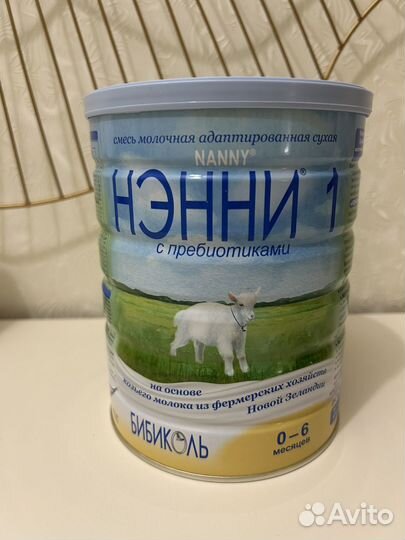 смесь молочная адаптированная сухая
NANNY®
НЭННИ® 1
с пребиотиками
на основе
козьего молока из фермерских хозяйств
Новой Зеландии
БИБИКОЛЬ
0–6
месяцев
Avito